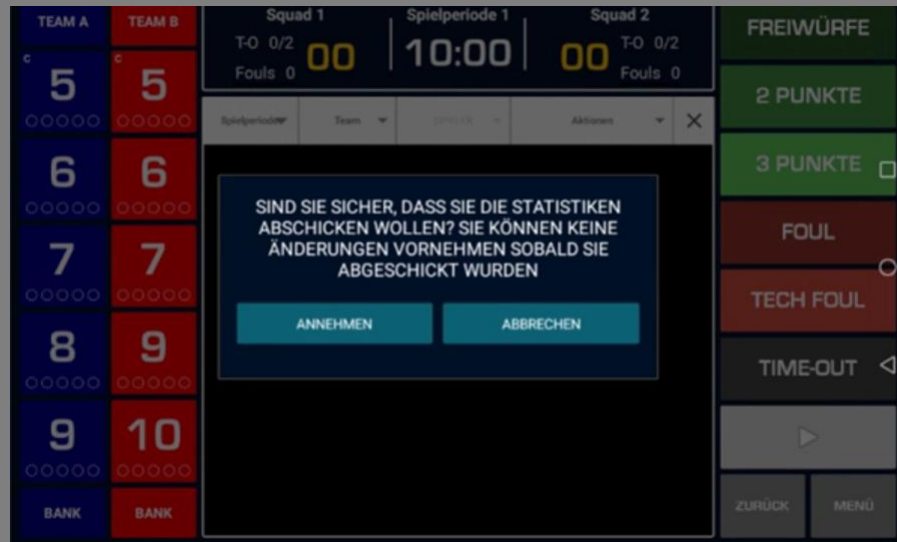 TEAM A
TEAM B
Squad 1
Spielperiode 1
Squad 2
T-O 0/2
00
10:00
00
T-O 0/2
Fouls 0
Fouls 0
FREIWÜRFE
C
5
C
5
2 PUNKTE
Spielperiode
Team
Aktionen
6
6
3 PUNKTE
SIND SIE SICHER, DASS SIE DIE STATISTIKEN
ABSCHICKEN WOLLEN? SIE KÖNNEN KEINE
ÄNDERUNGEN VORNEHMEN SOBALD SIE
ABGESCHICKT WURDEN
ANNEHMEN
ABBRECHEN
7
7
FOUL
TECH FOUL
8
9
TIME-OUT
9
10
BANK
BANK
ZURÜCK
MENÜ